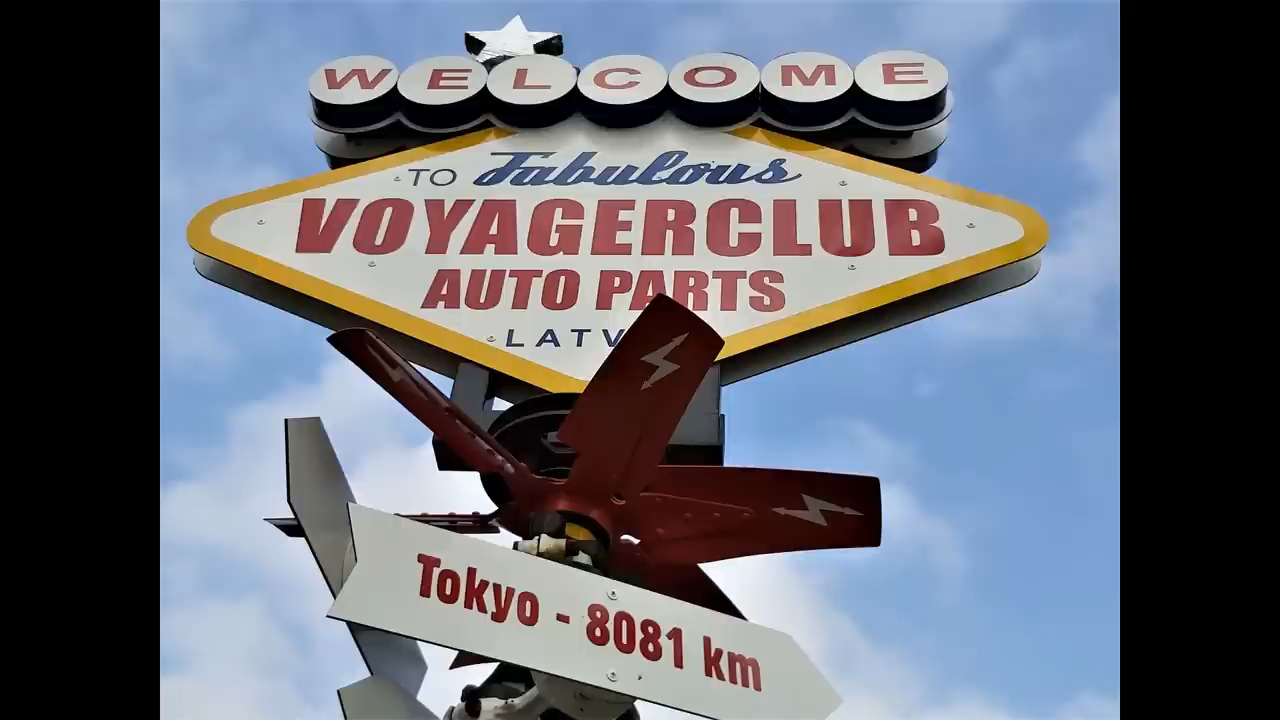 WELCOME
TO Fabulous
VOYAGERCLUB
AUTO PARTS
Tokyo - 8081 km